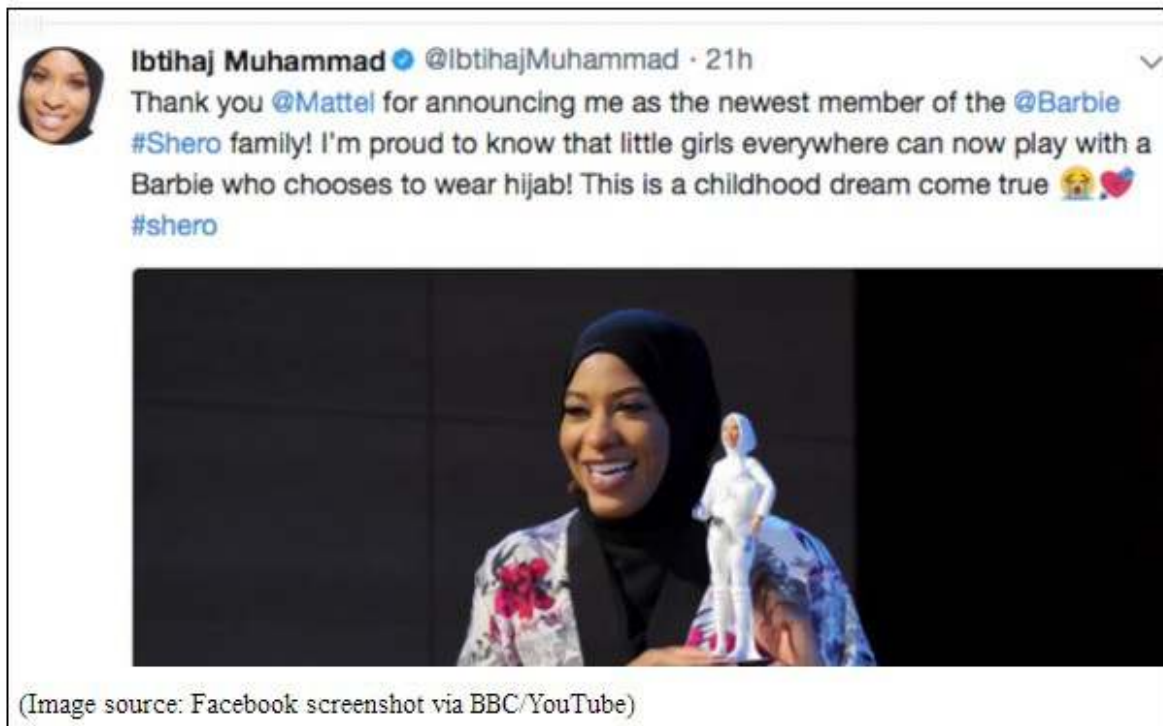 Ibtihaj Muhammad @IbtihajMuhammad · 21h
Thank you @Mattel for announcing me as the newest member of the @Barbie
#Shero family! I'm proud to know that little girls everywhere can now play with a
Barbie who chooses to wear hijab! This is a childhood dream come true 😭💘
#shero
(Image source: Facebook screenshot via BBC/YouTube)